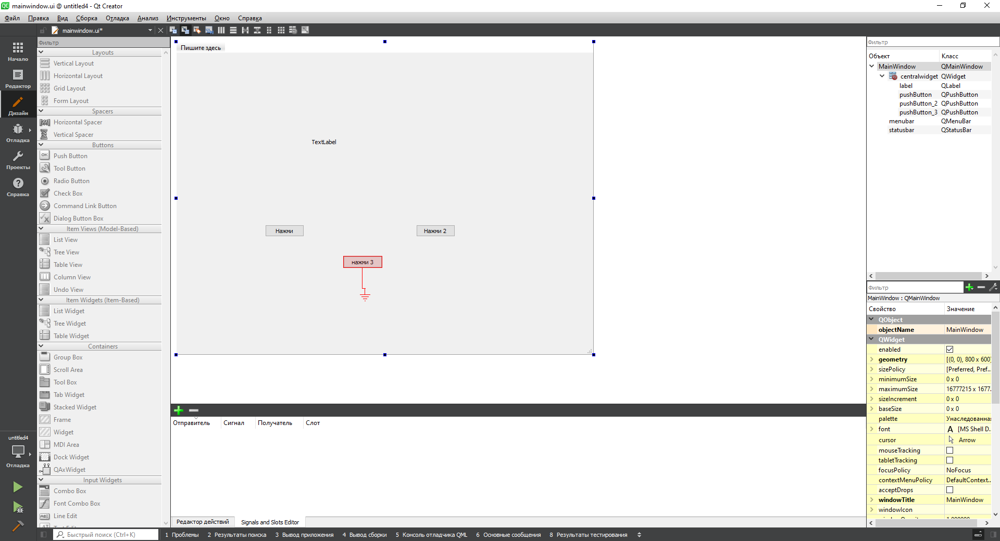 mainwindow.ui @ untitled4 - Qt Creator
Файл Правка Вид Сборка Отладка Анализ Инструменты Окно Справка
mainwindow.ui*
Начало
Редактор
Дизайн
Отладка
Проекты
Справка
untitled4
Отладка
Фильтр
Layouts
Vertical Layout
Horizontal Layout
Grid Layout
Form Layout
Spacers
Horizontal Spacer
Vertical Spacer
Buttons
OK Push Button
Tool Button
Radio Button
Check Box
Command Link Button
Dialog Button Box
Item Views (Model-Based)
List View
Tree View
Table View
Column View
Undo View
Item Widgets (Item-Based)
List Widget
Tree Widget
Table Widget
Containers
Group Box
Scroll Area
Tool Box
Tab Widget
Stacked Widget
Frame
Widget
MDI Area
Dock Widget
QAxWidget
Input Widgets
Combo Box
Font Combo Box
Line Edit
Пишите здесь
TextLabel
Нажми
Нажми 2
нажми 3
Отправитель Сигнал Получатель Слот
Редактор действий Signals and Slots Editor
Фильтр
Объект Класс
MainWindow QMainWindow
centralwidget QWidget
label QLabel
pushButton QPushButton
pushButton_2 QPushButton
pushButton_3 QPushButton
menubar QMenuBar
statusbar QStatusBar
Фильтр
MainWindow : QMainWindow
Свойство Значение
QObject
objectName MainWindow
QWidget
enabled
geometry [(0, 0), 800 x 600]
sizePolicy [Preferred, Pref...
minimumSize 0 x 0
maximumSize 16777215 x 1677...
sizeIncrement 0 x 0
baseSize 0 x 0
palette Унаследованная
font A [MS Shell D...
cursor Arrow
mouseTracking
tabletTracking
focusPolicy NoFocus
contextMenuPolicy DefaultContext...
acceptDrops
windowTitle MainWindow
windowIcon
Быстрый поиск (Ctrl+K) 1 Проблемы 2 Результаты поиска 3 Вывод приложения 4 Вывод сборки 5 Консоль отладчика QML 6 Основные сообщения 8 Результаты тестирования